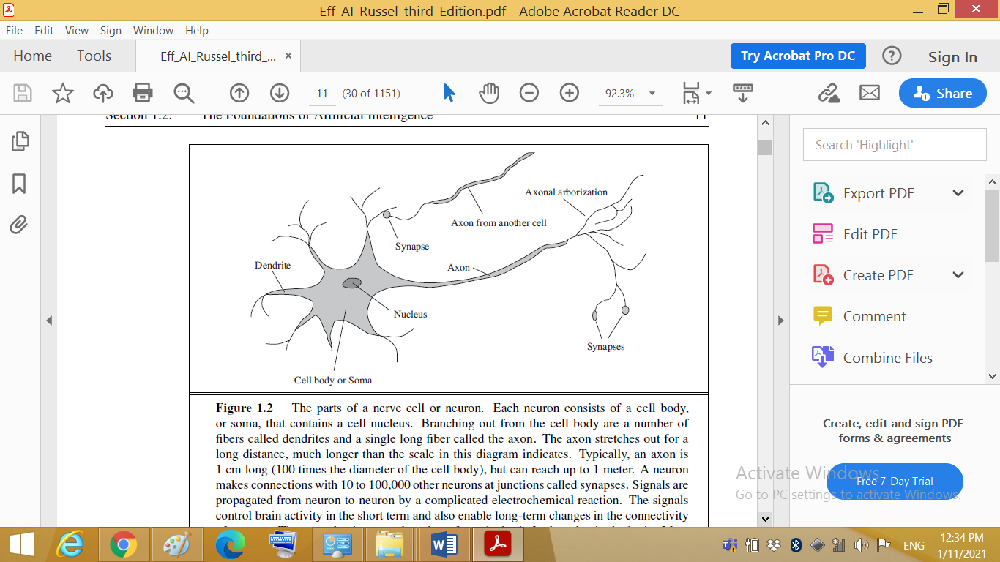 Eff_AI_Russel_third_Edition.pdf - Adobe Acrobat Reader DC
File Edit View Sign Window Help
Home Tools Eff_AI_Russel_third_... × Try Acrobat Pro DC ? Sign In
11 (30 of 1151) 92.3% Share
Section 1.2. The Foundations of Artificial Intelligence 11
Axonal arborization
Axon from another cell
Synapse
Dendrite
Axon
Nucleus
Synapses
Cell body or Soma
Figure 1.2 The parts of a nerve cell or neuron. Each neuron consists of a cell body,
or soma, that contains a cell nucleus. Branching out from the cell body are a number of
fibers called dendrites and a single long fiber called the axon. The axon stretches out for a
long distance, much longer than the scale in this diagram indicates. Typically, an axon is
1 cm long (100 times the diameter of the cell body), but can reach up to 1 meter. A neuron
makes connections with 10 to 100,000 other neurons at junctions called synapses. Signals are
propagated from neuron to neuron by a complicated electrochemical reaction. The signals
control brain activity in the short term and also enable long-term changes in the connectivity
Search 'Highlight'
Export PDF
Edit PDF
Create PDF
Comment
Combine Files
Create, edit and sign PDF
forms & agreements
Free 7-Day Trial
Activate Windows
Go to PC settings to activate Windows.
ENG
12:34 PM
1/11/2021